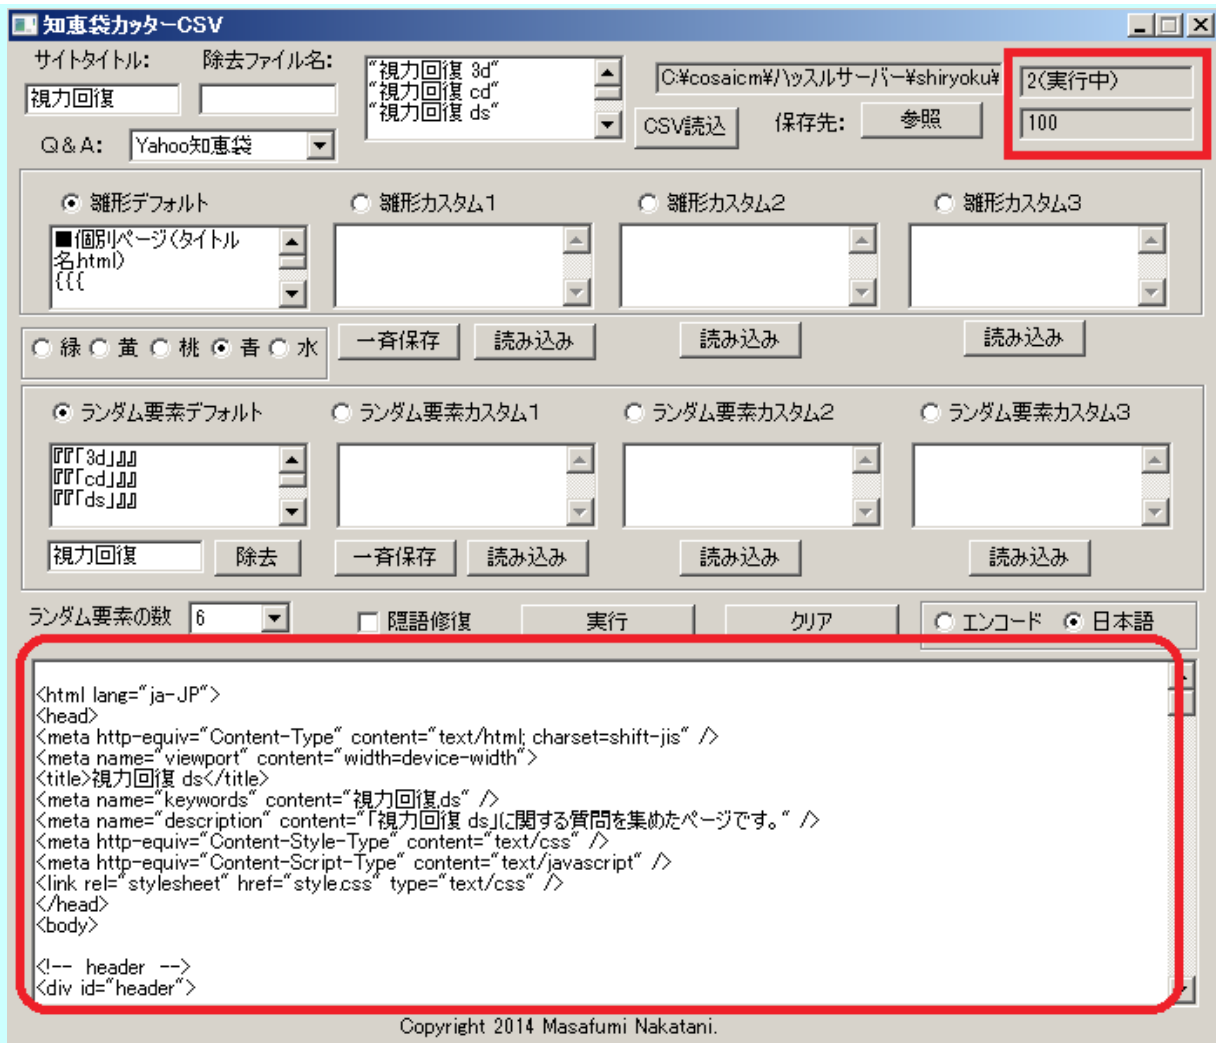 知恵袋カッターCSV
サイトタイトル: 除去ファイル名:
視力回復
"視力回復 3d"
"視力回復 cd"
"視力回復 ds"
C:¥cosaicm¥ハッスルサーバー¥shiryoku¥
2(実行中)
100
CSV読込 保存先: 参照
Q&A: Yahoo知恵袋
雛形デフォルト 雛形カスタム1 雛形カスタム2 雛形カスタム3
■個別ページ(タイトル
名.html)
{{{
緑 黄 桃 青 水 一斉保存 読み込み 読み込み 読み込み
ランダム要素デフォルト ランダム要素カスタム1 ランダム要素カスタム2 ランダム要素カスタム3
『『「3d」』』
『『「cd」』』
『『「ds」』』
視力回復 除去 一斉保存 読み込み 読み込み 読み込み
ランダム要素の数 6 隠語修復 実行 クリア エンコード 日本語
<html lang="ja-JP">
<head>
<meta http-equiv="Content-Type" content="text/html; charset=shift-jis" />
<meta name="viewport" content="width=device-width">
<title>視力回復 ds</title>
<meta name="keywords" content="視力回復,ds" />
<meta name="description" content="「視力回復 ds」に関する質問を集めたページです。" />
<meta http-equiv="Content-Style-Type" content="text/css" />
<meta http-equiv="Content-Script-Type" content="text/javascript" />
<link rel="stylesheet" href="style.css" type="text/css" />
</head>
<body>
<!-- header -->
<div id="header">
Copyright 2014 Masafumi Nakatani.